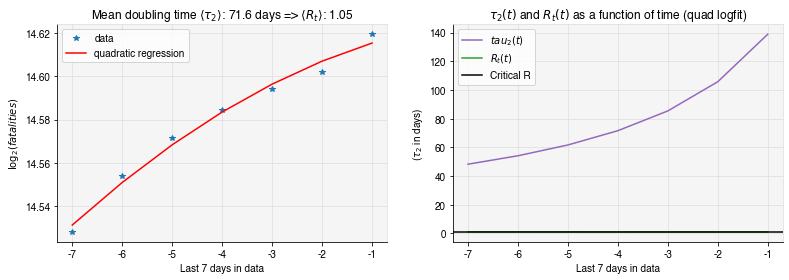 Mean doubling time ⟨τ₂⟩: 71.6 days => ⟨Rₜ⟩: 1.05
data
quadratic regression
log₂(fatalities)
14.62
14.60
14.58
14.56
14.54
-7 -6 -5 -4 -3 -2 -1
Last 7 days in data
τ₂(t) and Rₜ(t) as a function of time (quad logfit)
tau₂(t)
Rₜ(t)
Critical R
(τ₂ in days)
140
120
100
80
60
40
20
0
-7 -6 -5 -4 -3 -2 -1
Last 7 days in data